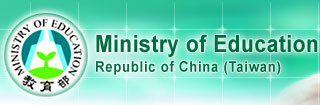 MINISTRY OF EDUCATION
教育部
Ministry of Education
Republic of China (Taiwan)